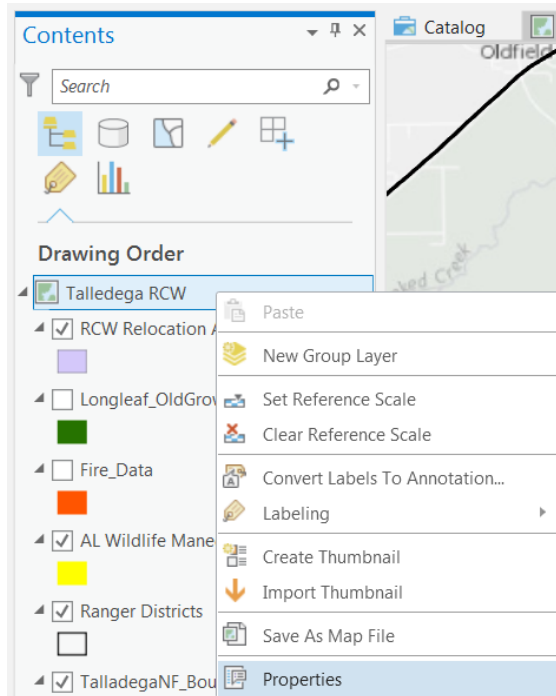 Contents
Catalog
Oldfield
Search
Drawing Order
Talledega RCW
RCW Relocation A
Longleaf_OldGrov
Fire_Data
AL Wildlife Mane
Ranger Districts
TalladegaNF_Bou
Paste
New Group Layer
Set Reference Scale
Clear Reference Scale
Convert Labels To Annotation...
Labeling
Create Thumbnail
Import Thumbnail
Save As Map File
Properties
Creek